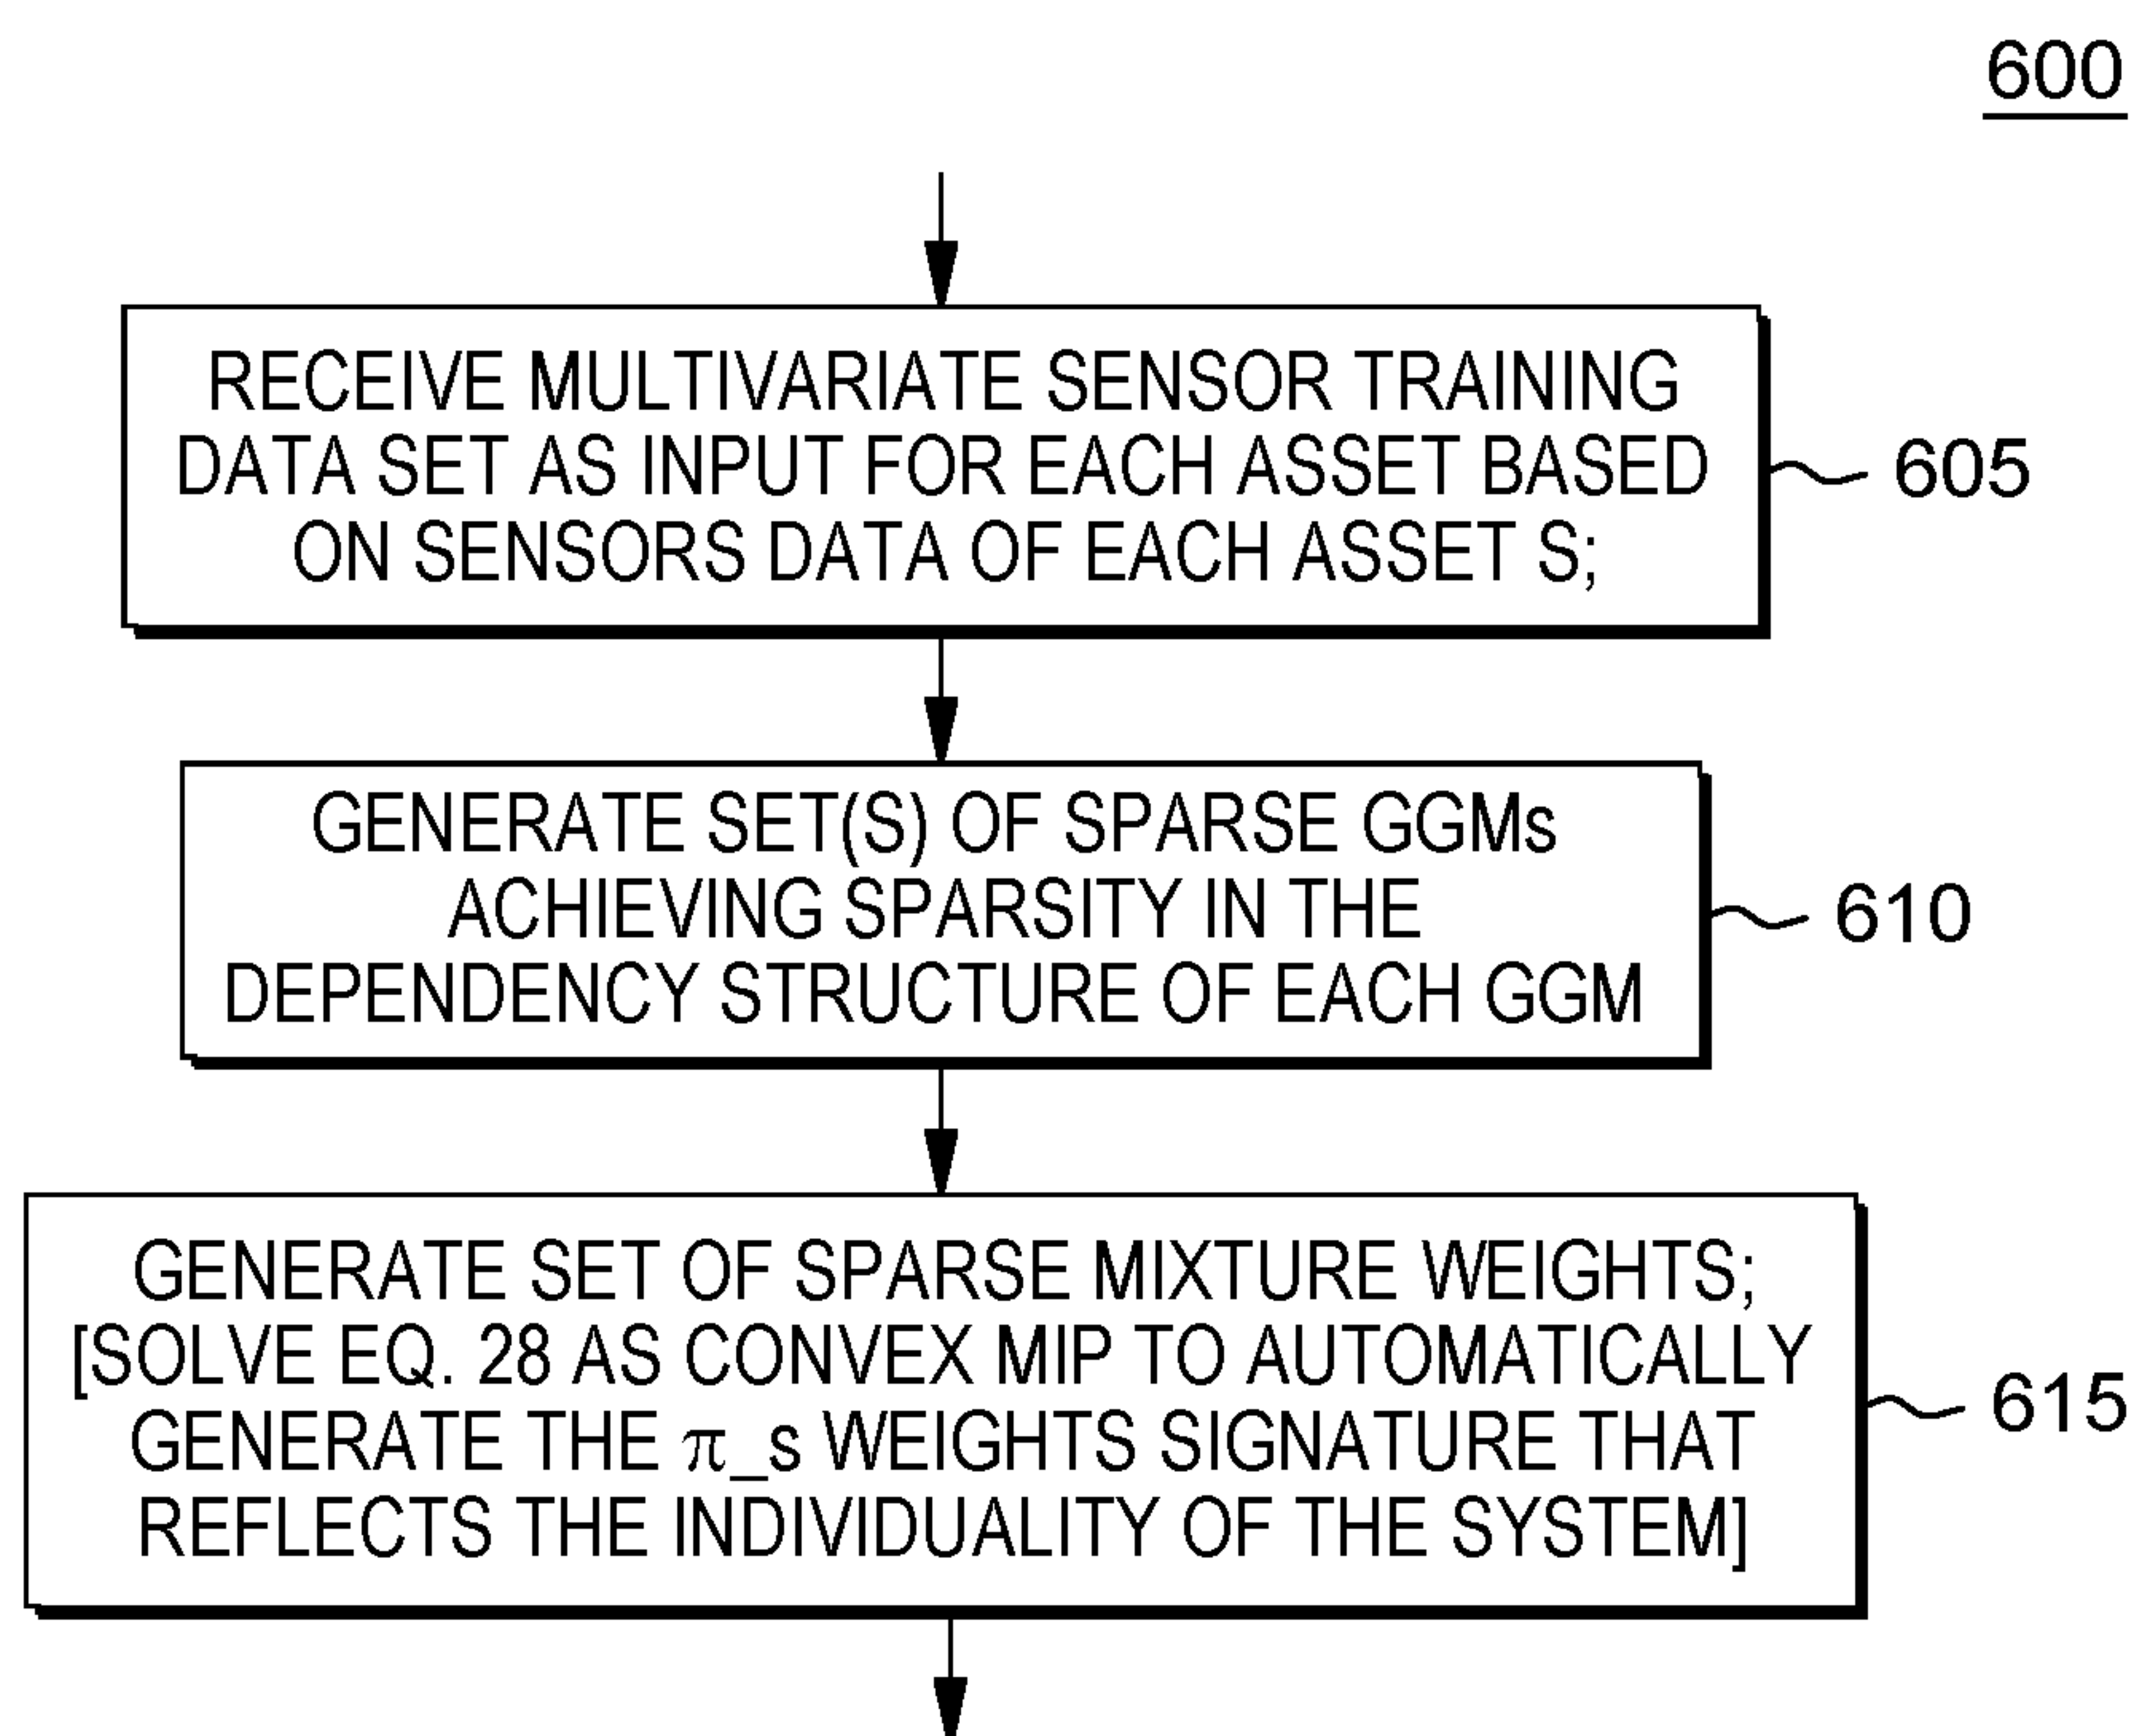 600
RECEIVE MULTIVARIATE SENSOR TRAINING
DATA SET AS INPUT FOR EACH ASSET BASED
ON SENSORS DATA OF EACH ASSET S;
605
GENERATE SET(S) OF SPARSE GGMs
ACHIEVING SPARSITY IN THE
DEPENDENCY STRUCTURE OF EACH GGM
610
GENERATE SET OF SPARSE MIXTURE WEIGHTS;
[SOLVE EQ. 28 AS CONVEX MIP TO AUTOMATICALLY
GENERATE THE π_s WEIGHTS SIGNATURE THAT
REFLECTS THE INDIVIDUALITY OF THE SYSTEM]
615